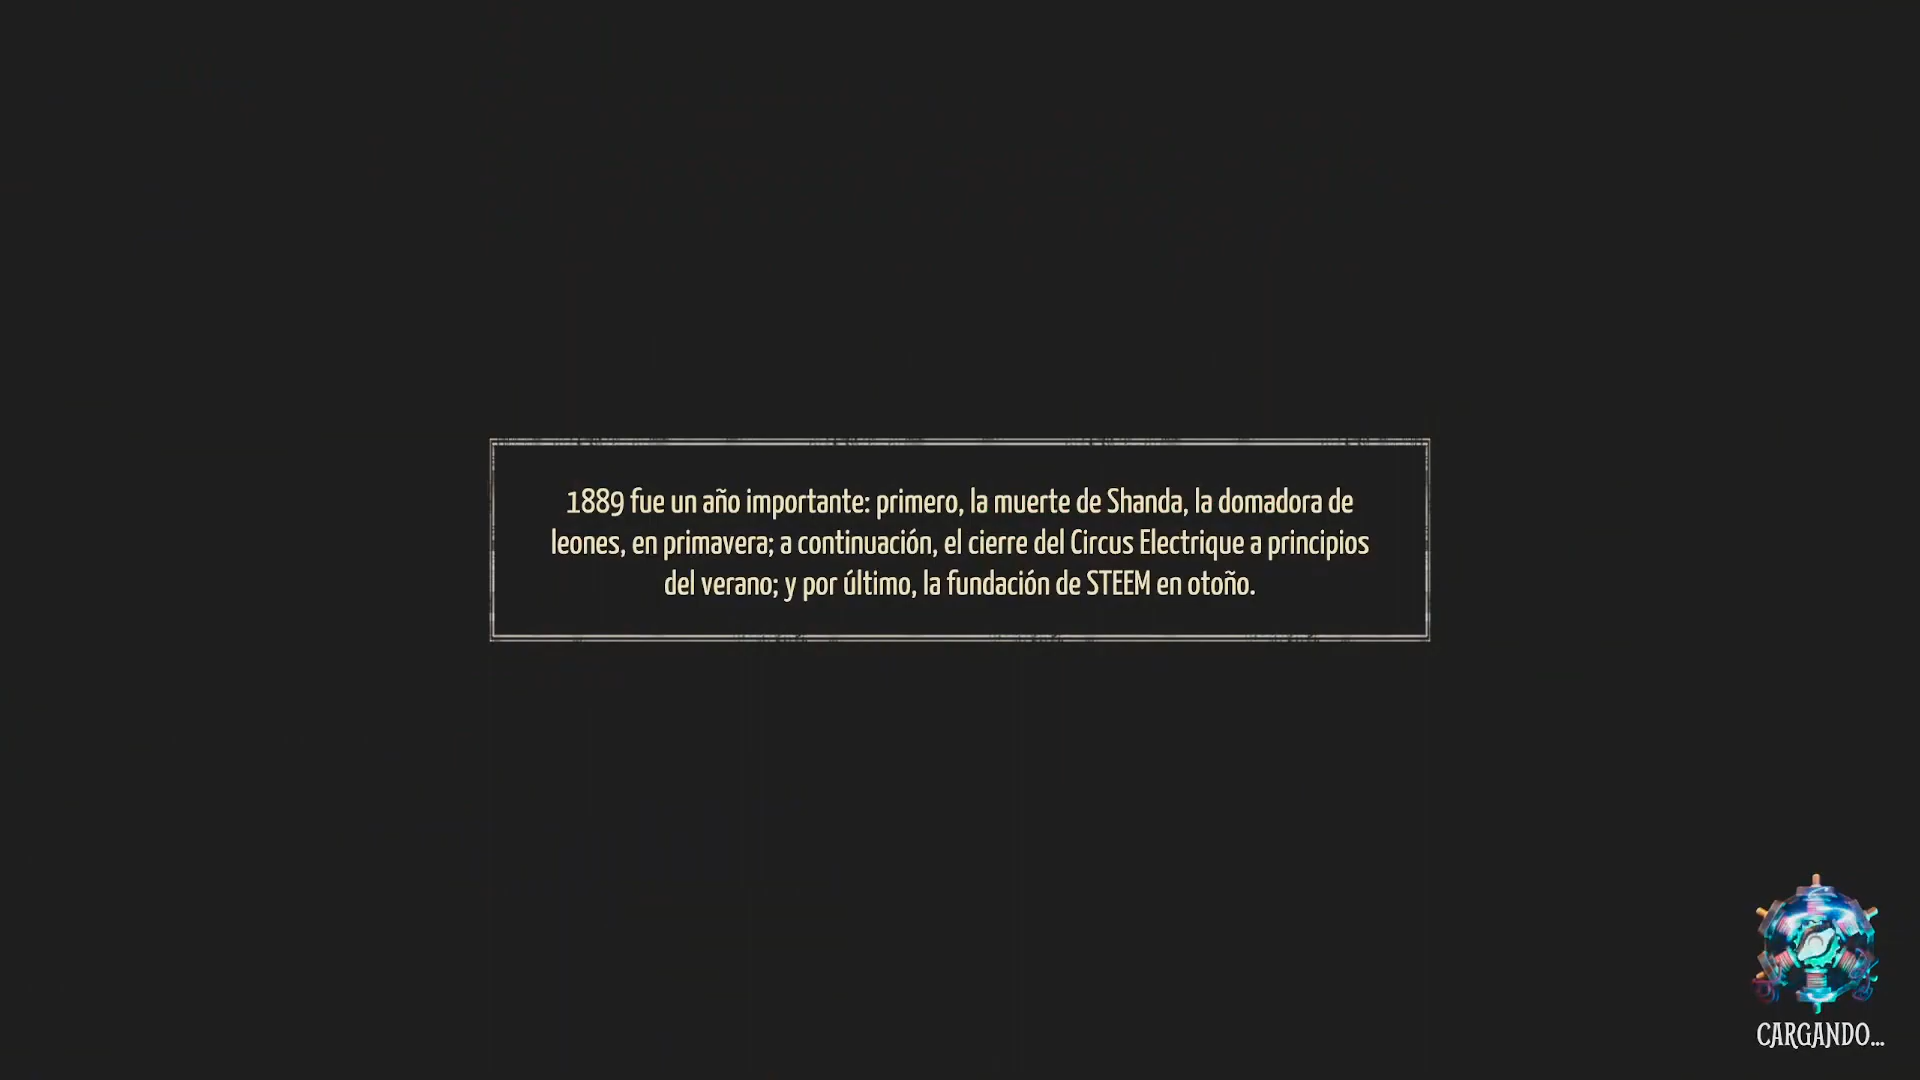 1889 fue un año importante: primero, la muerte de Shanda, la domadora de
leones, en primavera; a continuación, el cierre del Circus Electrique a principios
del verano; y por último, la fundación de STEEM en otoño.
CARGANDO...